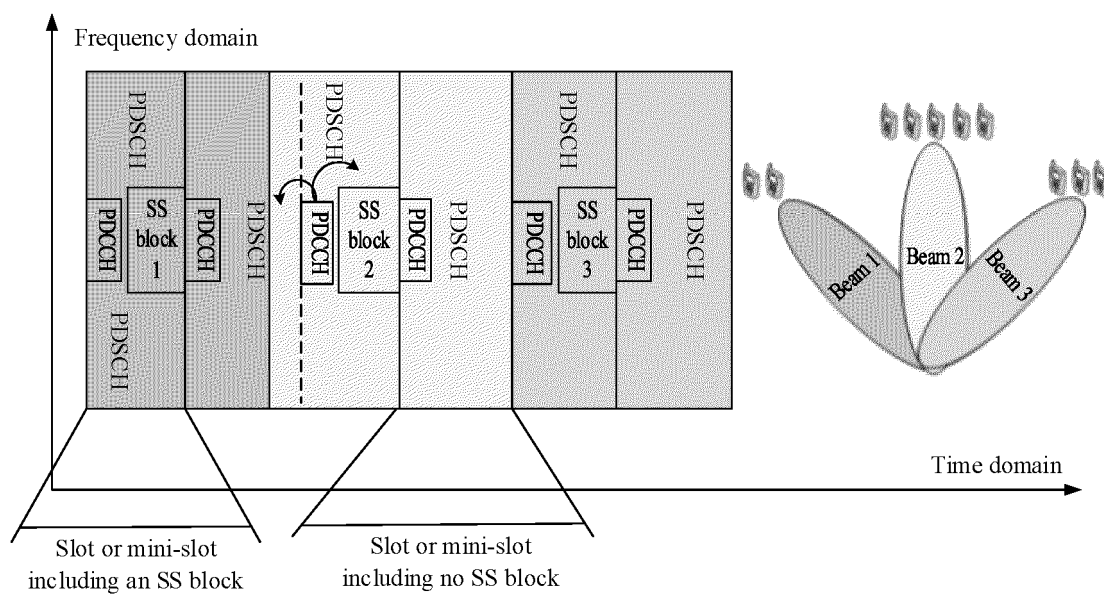 Frequency domain
PDSCH
PDSCH
PDSCH
PDCCH
SS
block
1
PDCCH
PDSCH
PDCCH
SS
block
2
PDCCH
PDSCH
PDCCH
SS
block
3
PDCCH
PDSCH
PDSCH
Beam 1
Beam 2
Beam 3
Time domain
Slot or mini-slot
including an SS block
Slot or mini-slot
including no SS block